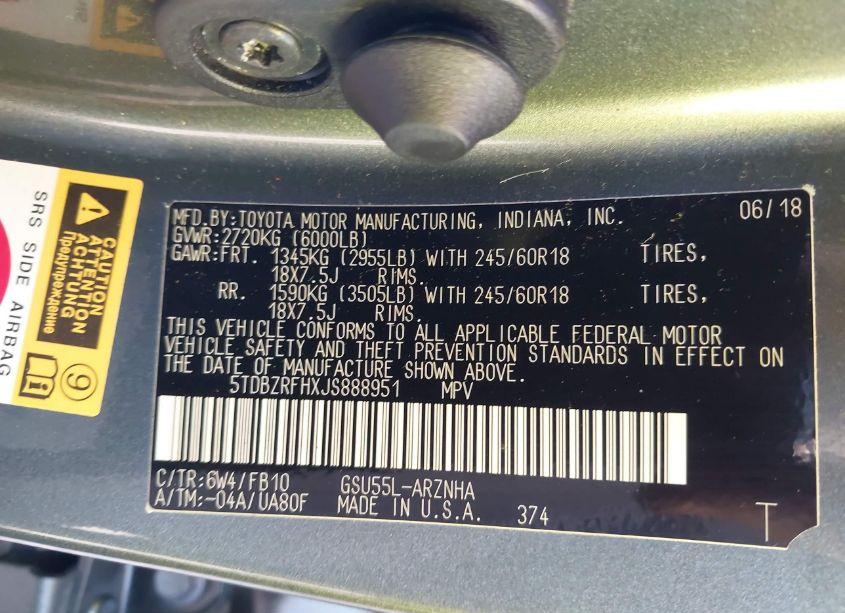 MFD.BY:TOYOTA MOTOR MANUFACTURING, INDIANA, INC. 06/18
GVWR:2720KG (6000LB)
GAWR:FRT. 1345KG (2955LB) WITH 245/60R18 TIRES,
18X7.5J RIMS.
RR. 1590KG (3505LB) WITH 245/60R18 TIRES,
18X7.5J RIMS.
THIS VEHICLE CONFORMS TO ALL APPLICABLE FEDERAL MOTOR
VEHICLE SAFETY AND THEFT PREVENTION STANDARDS IN EFFECT ON
THE DATE OF MANUFACTURE SHOWN ABOVE.
5TDBZRFHXJS888951 MPV
C/TR:6W4/FB10 GSU55L-ARZNHA
A/TM:-04A/UA80F MADE IN U.S.A. 374 T
SRS SIDE AIRBAG
CAUTION
ATTENTION
ACHTUNG
Предупреждение
9